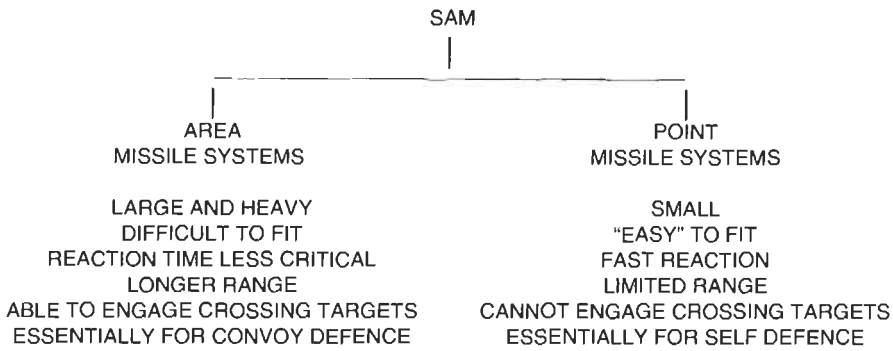 SAM
AREA
MISSILE SYSTEMS
LARGE AND HEAVY
DIFFICULT TO FIT
REACTION TIME LESS CRITICAL
LONGER RANGE
ABLE TO ENGAGE CROSSING TARGETS
ESSENTIALLY FOR CONVOY DEFENCE
POINT
MISSILE SYSTEMS
SMALL
“EASY” TO FIT
FAST REACTION
LIMITED RANGE
CANNOT ENGAGE CROSSING TARGETS
ESSENTIALLY FOR SELF DEFENCE